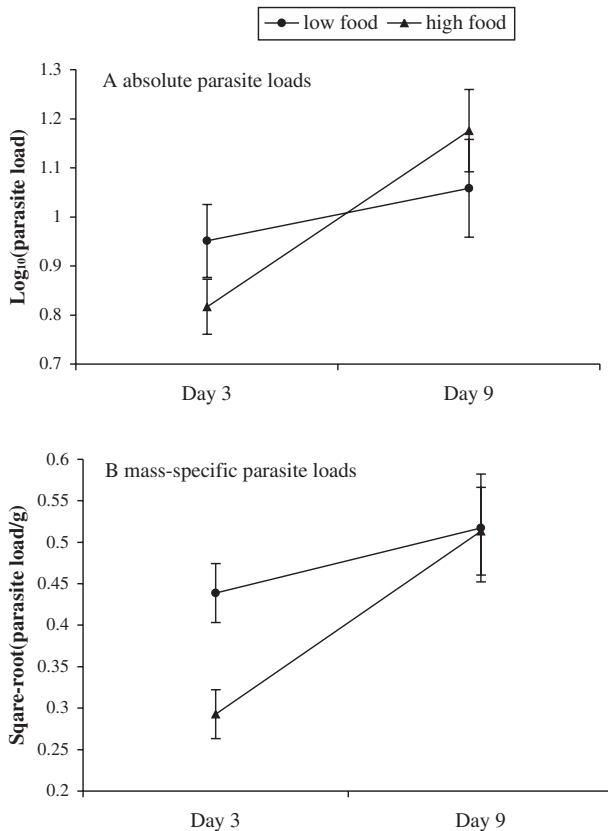 low food high food
A absolute parasite loads
Log₁₀(parasite load)
1.3
1.2
1.1
1
0.9
0.8
0.7
Day 3 Day 9
B mass-specific parasite loads
Sqare-root(parasite load/g)
0.6
0.55
0.5
0.45
0.4
0.35
0.3
0.25
0.2
Day 3 Day 9